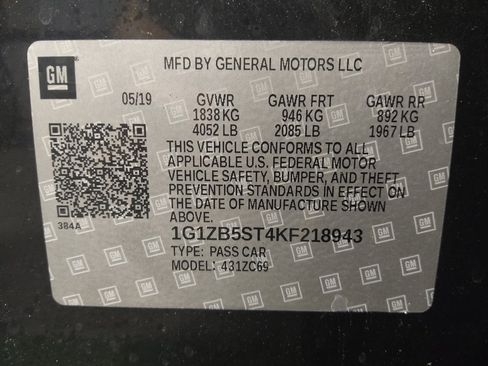 GM
MFD BY GENERAL MOTORS LLC
05/19 GVWR GAWR FRT GAWR RR
1838 KG 946 KG 892 KG
4052 LB 2085 LB 1967 LB
THIS VEHICLE CONFORMS TO ALL
APPLICABLE U.S. FEDERAL MOTOR
VEHICLE SAFETY, BUMPER, AND THEFT
PREVENTION STANDARDS IN EFFECT ON
THE DATE OF MANUFACTURE SHOWN
ABOVE.
384A
1G1ZB5ST4KF218943
TYPE: PASS CAR
MODEL: 431ZC69